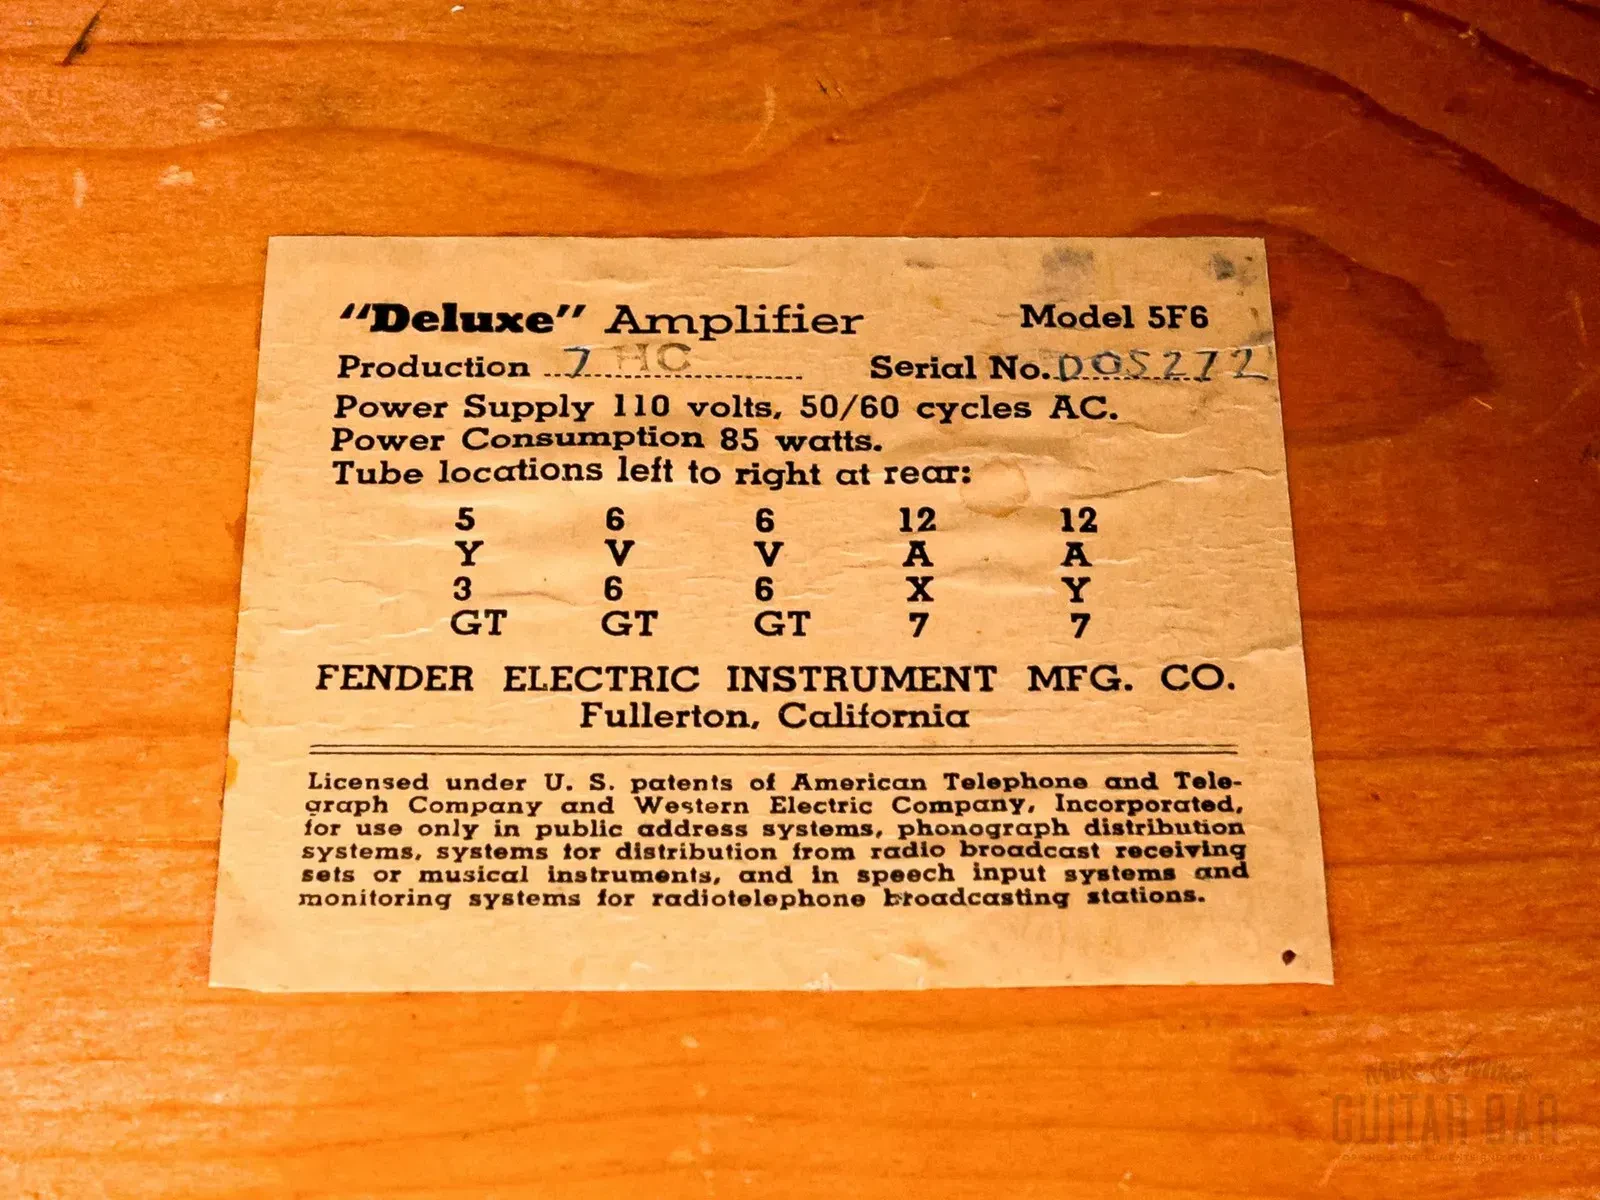 "Deluxe" Amplifier Model 5F6
Production 7 HC Serial No. D05272
Power Supply 110 volts, 50/60 cycles AC.
Power Consumption 85 watts.
Tube locations left to right at rear:
5 6 6 12 12
Y V V A A
3 6 6 X Y
GT GT GT 7 7
FENDER ELECTRIC INSTRUMENT MFG. CO.
Fullerton, California
Licensed under U. S. patents of American Telephone and Tele-
graph Company and Western Electric Company, Incorporated,
for use only in public address systems, phonograph distribution
systems, systems for distribution from radio broadcast receiving
sets or musical instruments, and in speech input systems and
monitoring systems for radiotelephone broadcasting stations.
Mike & Mike's
GUITAR BAR